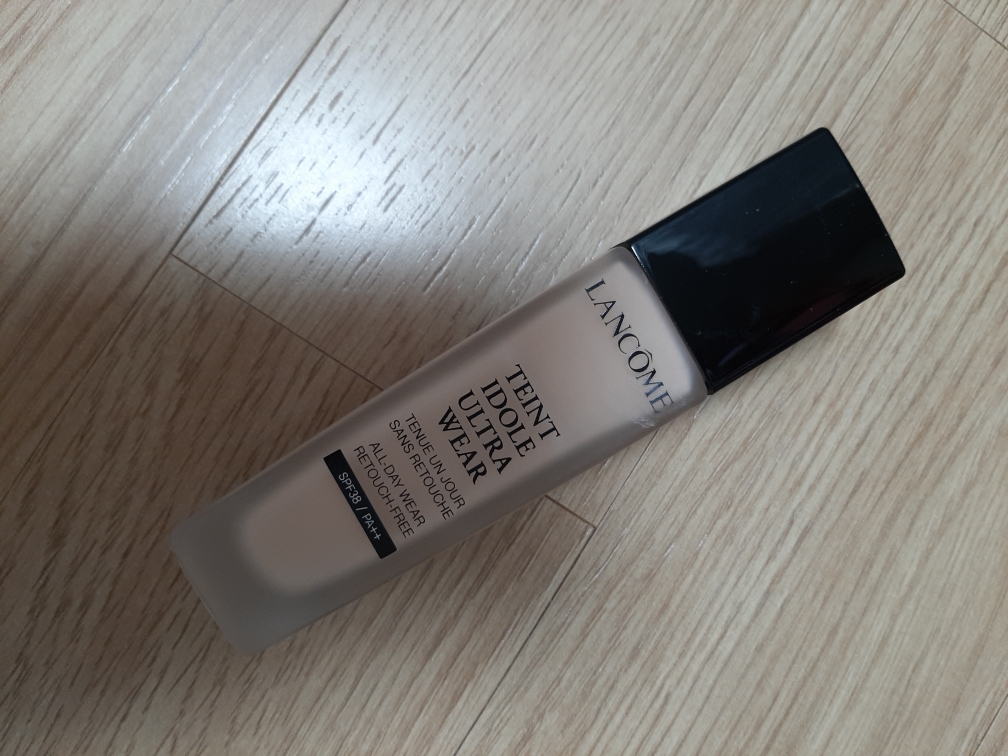 LANCÔME
TEINT
IDOLE
ULTRA
WEAR
TENUE UN JOUR
SANS RETOUCHE
ALL-DAY WEAR
RETOUCH-FREE
SPF38 / PA++